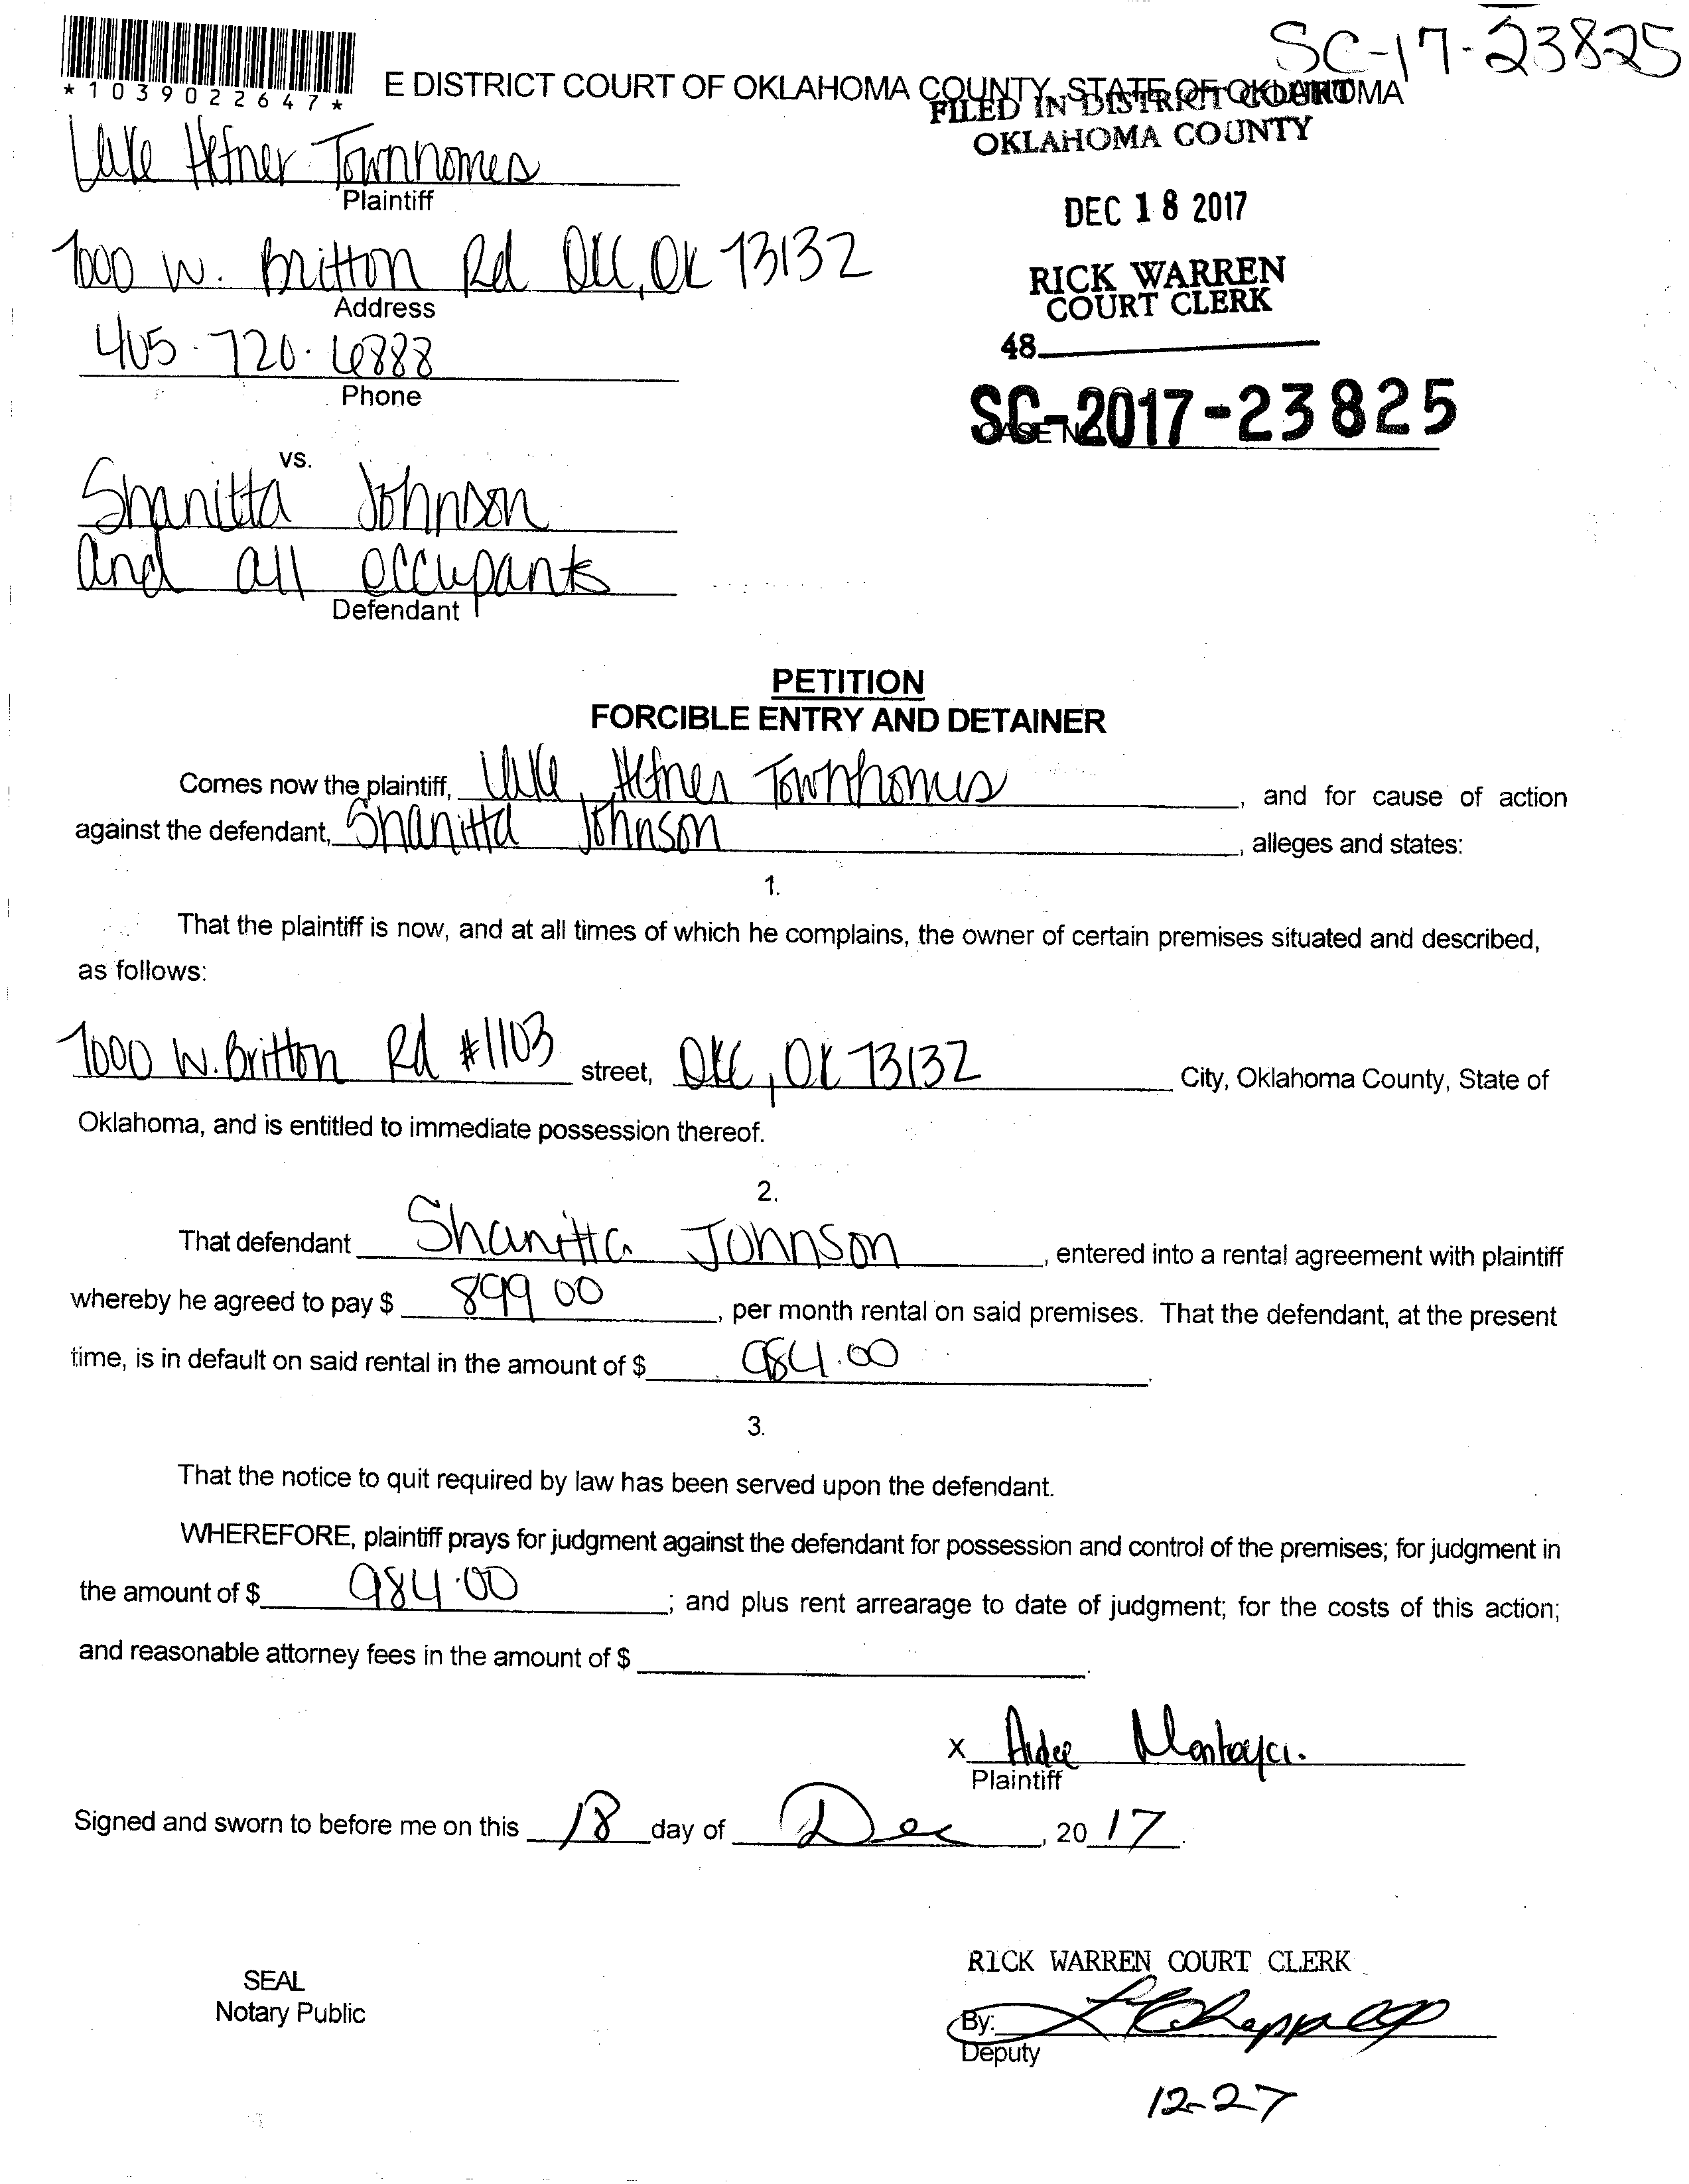 SC-17-23825
*1039022647*
E DISTRICT COURT OF OKLAHOMA COUNTY, STATE OF OKLAHOMA
FILED IN DISTRICT COURT
OKLAHOMA COUNTY
Lake Hefner Townhomes
Plaintiff
DEC 18 2017
7000 W. Britton Rd OKC, OK 73132
Address
RICK WARREN
COURT CLERK
405-720-6888
Phone
48
SC-2017-23825
CASE NO.
vs.
Shanitta Johnson
and all occupants
Defendant
PETITION
FORCIBLE ENTRY AND DETAINER
Comes now the plaintiff, Lake Hefner Townhomes, and for cause of action
against the defendant, Shanitta Johnson, alleges and states:
1.
That the plaintiff is now, and at all times of which he complains, the owner of certain premises situated and described,
as follows:
7000 W. Britton Rd #1103 street, OKC, OK 73132 City, Oklahoma County, State of
Oklahoma, and is entitled to immediate possession thereof.
2.
That defendant Shanitta Johnson, entered into a rental agreement with plaintiff
whereby he agreed to pay $ 899 00, per month rental on said premises. That the defendant, at the present
time, is in default on said rental in the amount of $ 984.00.
3.
That the notice to quit required by law has been served upon the defendant.
WHEREFORE, plaintiff prays for judgment against the defendant for possession and control of the premises; for judgment in
the amount of $ 984.00; and plus rent arrearage to date of judgment; for the costs of this action;
and reasonable attorney fees in the amount of $.
x Aidee Montoya.
Plaintiff
Signed and sworn to before me on this 18 day of Dec, 2017.
RICK WARREN COURT CLERK
SEAL
Notary Public
By:
Deputy
12-27